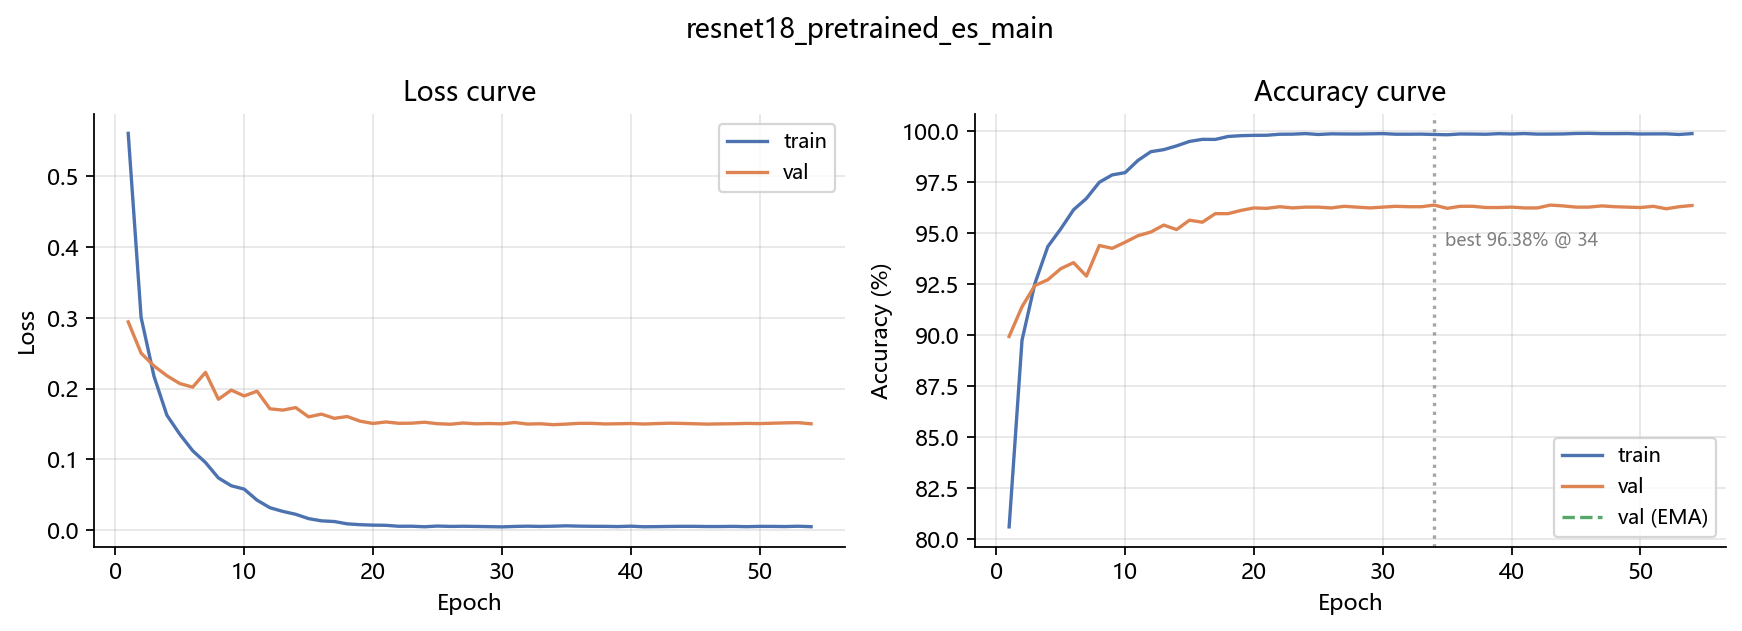 resnet18_pretrained_es_main
Loss curve
Loss
0.5
0.4
0.3
0.2
0.1
0.0
0
10
20
30
40
50
Epoch
train
val
Accuracy curve
Accuracy (%)
100.0
97.5
95.0
92.5
90.0
87.5
85.0
82.5
80.0
0
10
20
30
40
50
Epoch
best 96.38% @ 34
train
val
val (EMA)